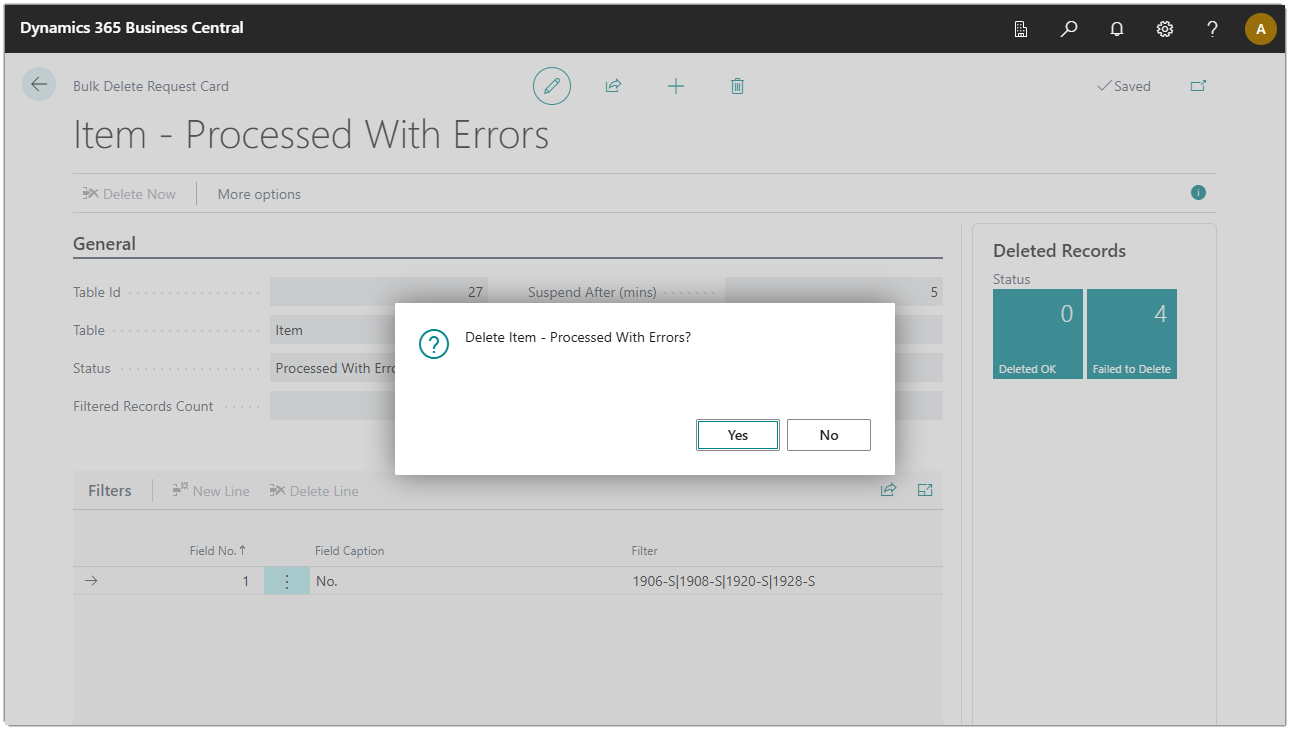 Dynamics 365 Business Central
A
Bulk Delete Request Card
Saved
Item - Processed With Errors
Delete Now
More options
General
Table Id
27
Suspend After (mins)
5
Table
Item
Status
Processed With Erro
Filtered Records Count
Deleted Records
Status
0
Deleted OK
4
Failed to Delete
Delete Item - Processed With Errors?
Yes
No
Filters
New Line
Delete Line
Field No. ↑
Field Caption
Filter
1
No.
1906-S|1908-S|1920-S|1928-S